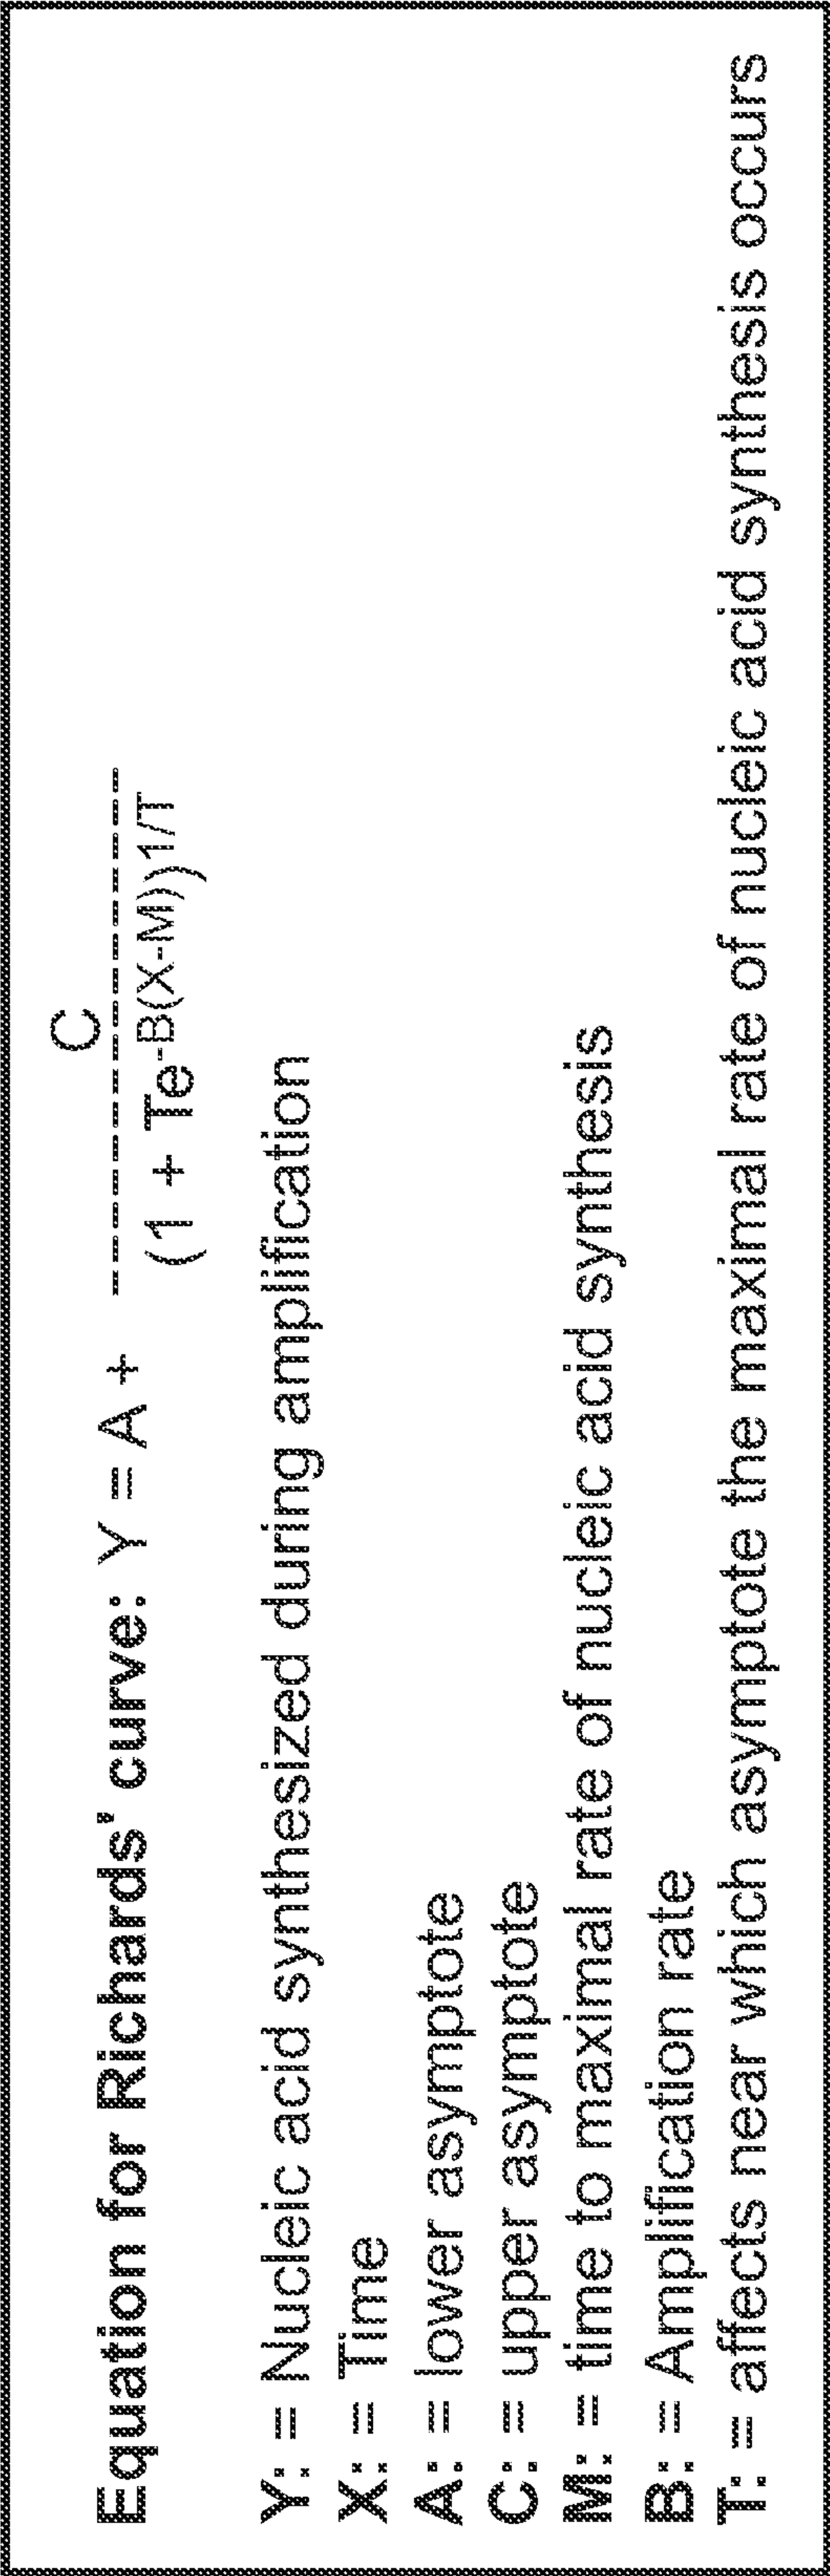 C
Equation for Richards' curve: Y = A + ---------------
(1 + Te-B(X-M))1/T
Y: = Nucleic acid synthesized during amplification
X: = Time
A: = lower asymptote
C: = upper asymptote
M: = time to maximal rate of nucleic acid synthesis
B: = Amplification rate
T: = affects near which asymptote the maximal rate of nucleic acid synthesis occurs